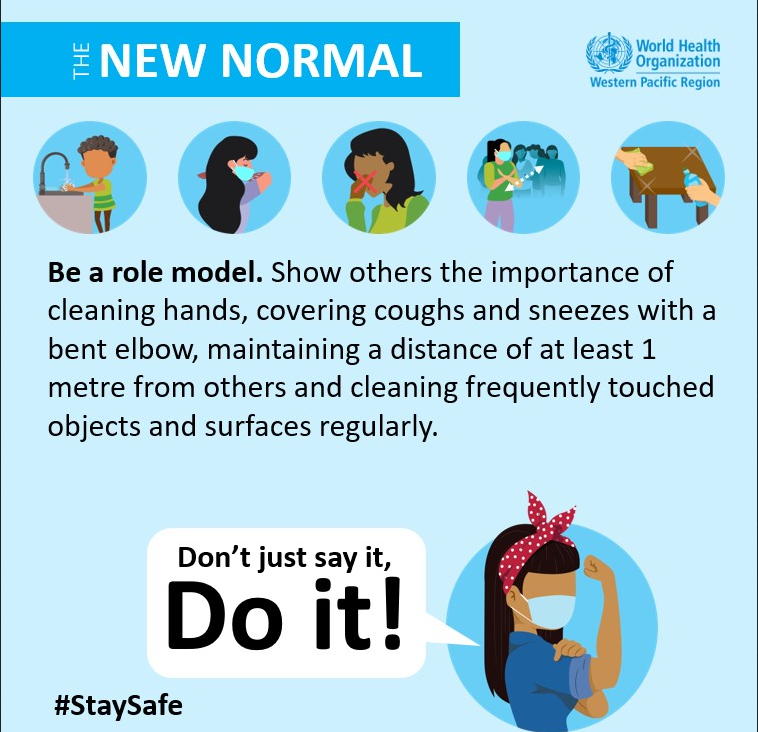 THE NEW NORMAL
World Health
Organization
Western Pacific Region
Be a role model. Show others the importance of
cleaning hands, covering coughs and sneezes with a
bent elbow, maintaining a distance of at least 1
metre from others and cleaning frequently touched
objects and surfaces regularly.
Don't just say it,
Do it!
#StaySafe